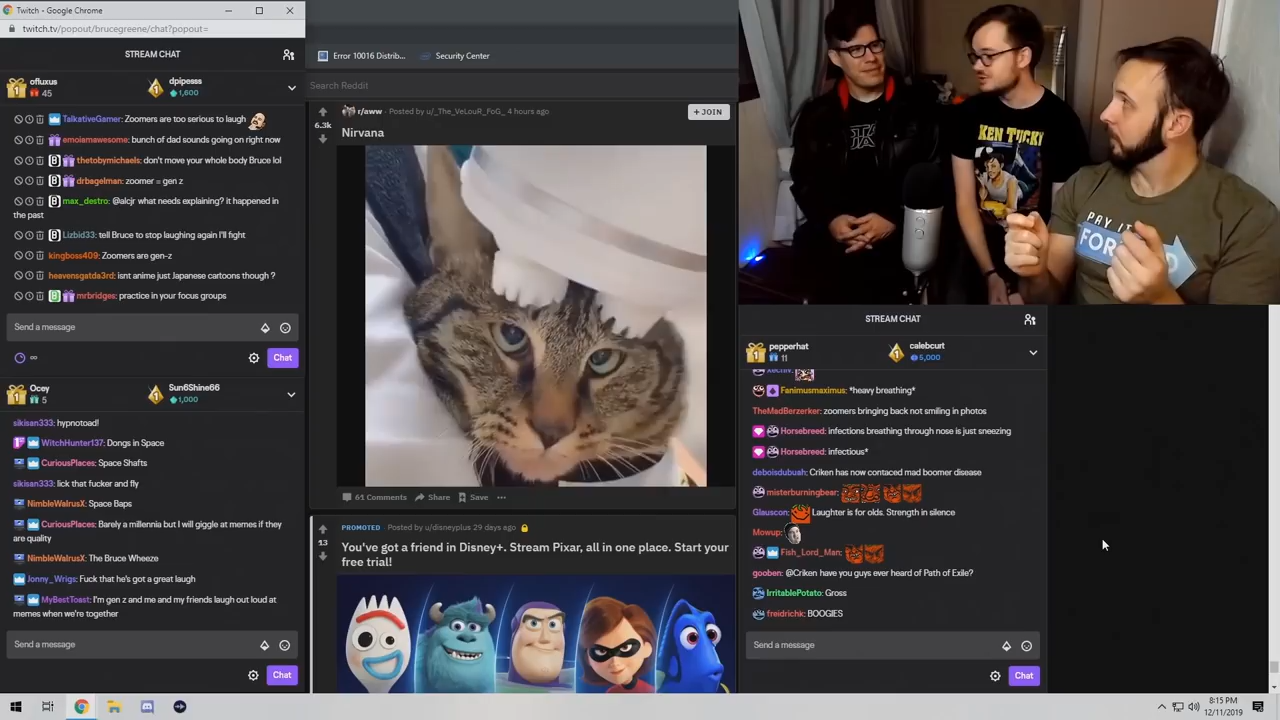 Twitch - Google Chrome
twitch.tv/popout/brucegreene/chat?popout=
STREAM CHAT
1 ofluxus
45
1 dpipesss
1,600
TalkativeGamer: Zoomers are too serious to laugh
emoismawesome: bunch of dad sounds going on right now
thetobymichaels: don't move your whole body Bruce lol
drbagelman: zoomer = gen z
max_destro: @alcjr what needs explaining? it happened in
the past
Lizbid33: tell Bruce to stop laughing again I'll fight
kingboss409: Zoomers are gen-z
heavensgatda3rd: isnt anime just Japanese cartoons though ?
mrbridges: practice in your focus groups
Send a message
Chat
1 Ocey
5
1 Sun6Shine66
1,000
sikisan333: hypnotoad!
WitchHunter137: Dongs in Space
CuriousPlaces: Space Shafts
sikisan333: lick that fucker and fly
NimbleWalrusX: Space Baps
CuriousPlaces: Barely a millennia but I will giggle at memes if they
are quality
NimbleWalrusX: The Bruce Wheeze
Jonny_Wrigs: Fuck that he's got a great laugh
MyBestToast: I'm gen z and me and my friends laugh out loud at
memes when we're together
Send a message
Chat
Error 10016 Distrib...
Security Center
Search Reddit
r/aww · Posted by u/_The_VeLouR_FoG_ 4 hours ago
+ JOIN
6.3k
Nirvana
61 Comments Share Save ...
PROMOTED · Posted by u/disneyplus 29 days ago
13
You've got a friend in Disney+. Stream Pixar, all in one place. Start your
free trial!
KEN TUCKY
PAY IT
FOR
D
STREAM CHAT
1 pepperhat
11
1 calebcurt
5,000
Fanimusmaximus: *heavy breathing*
TheMadBerzerker: zoomers bringing back not smiling in photos
Horsebreed: infections breathing through nose is just sneezing
Horsebreed: infectious*
deboisdubuah: Criken has now contaced mad boomer disease
misterburningbear:
Glauscon: Laughter is for olds. Strength in silence
Mowup:
Fish_Lord_Man:
gooben: @Criken have you guys ever heard of Path of Exile?
IrritablePotato: Gross
freidrichk: BOOGIES
Send a message
Chat
8:15 PM
12/11/2019